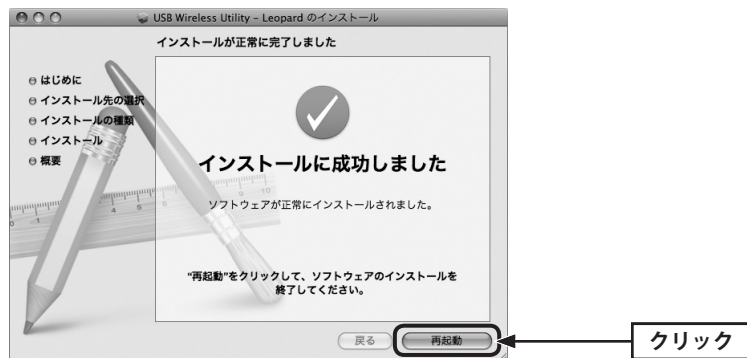 USB Wireless Utility – Leopard のインストール
インストールが正常に完了しました
はじめに
インストール先の選択
インストールの種類
インストール
概要
インストールに成功しました
ソフトウェアが正常にインストールされました。
"再起動"をクリックして、ソフトウェアのインストールを
終了してください。
戻る
再起動
クリック